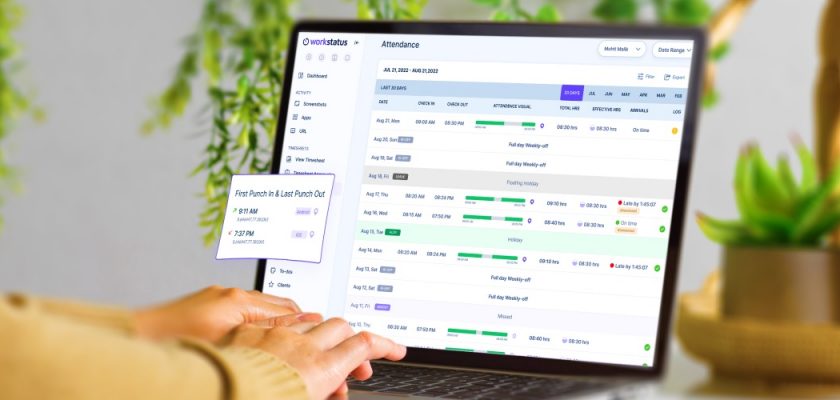 workstatus
Attendance
Mohit Malik
Date Range
JUL 21, 2022 - AUG 21,2022
Filter
Export
LAST 30 DAYS
30 DAYS JUL JUN MAY APR MAR FEB
DATE CHECK IN CHECK OUT ATTENDANCE VISUAL TOTAL HRS EFFECTIVE HRS ARRIVALS LOG
Dashboard
ACTIVITY
Screenshots
Apps
URL
TIMESHEETS
View Timesheet
To-dos
Clients
First Punch In & Last Punch Out
9:11 AM
Android
7:37 PM
iOS
Aug 21, Mon 09:00 AM 08:30 PM 08:30 hrs 08:30 hrs On time
Aug 20, Sun Full day Weekly-off
Aug 19, Sat Full day Weekly-off
Aug 18, Fri LEAVE Floating Holiday
Aug 17, Thu 08:20 AM 08:24 PM 09:10 hrs 08:30 hrs Late by 1:45:07
Aug 16, Wed 08:15 AM 07:50 PM 08:40 hrs 08:30 hrs On time
Aug 15, Tue Holiday
Aug 14, Mon 08:20 AM 08:24 PM 09:10 hrs 08:30 hrs Late by 1:45:07
Aug 13, Sat Full day Weekly-off
Aug 12, Sat Full day Weekly-off
Aug 11, Fri Missed
Aug 10, Thu 08:20 AM 07:50 PM 08:40 hrs 08:30 hrs